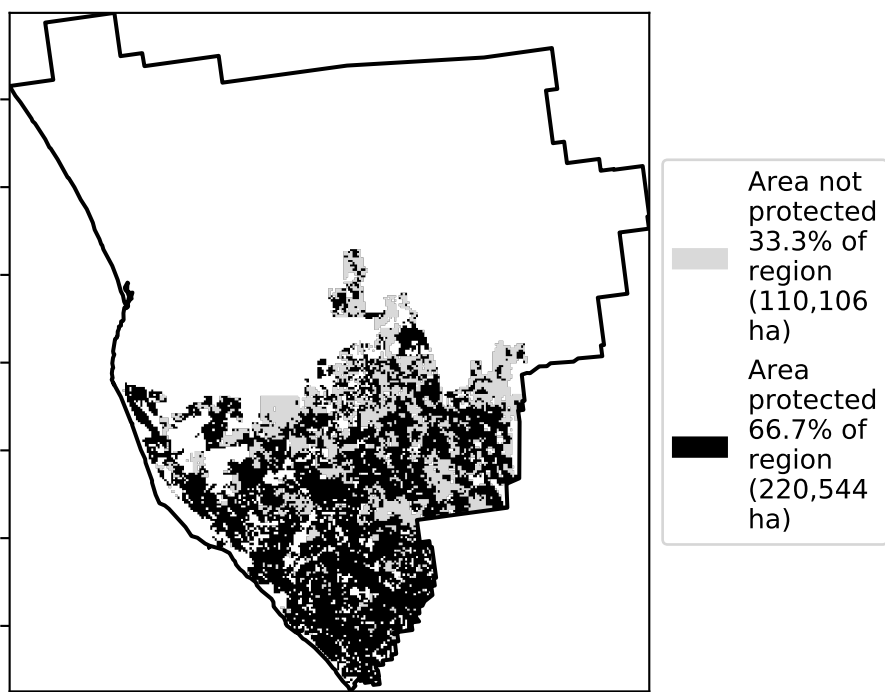 Area not
protected
33.3% of
region
(110,106
ha)
Area
protected
66.7% of
region
(220,544
ha)